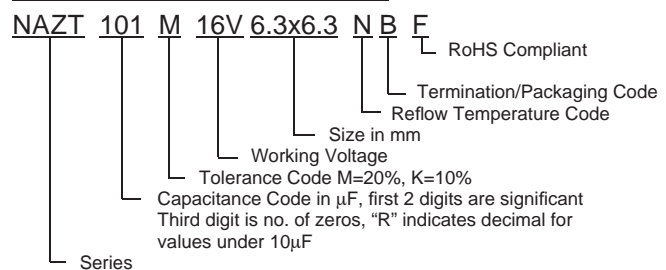 NAZT 101 M 16V 6.3x6.3 N B F
RoHS Compliant
Termination/Packaging Code
Reflow Temperature Code
Size in mm
Working Voltage
Tolerance Code M=20%, K=10%
Capacitance Code in μF, first 2 digits are significant
Third digit is no. of zeros, “R” indicates decimal for
values under 10μF
Series